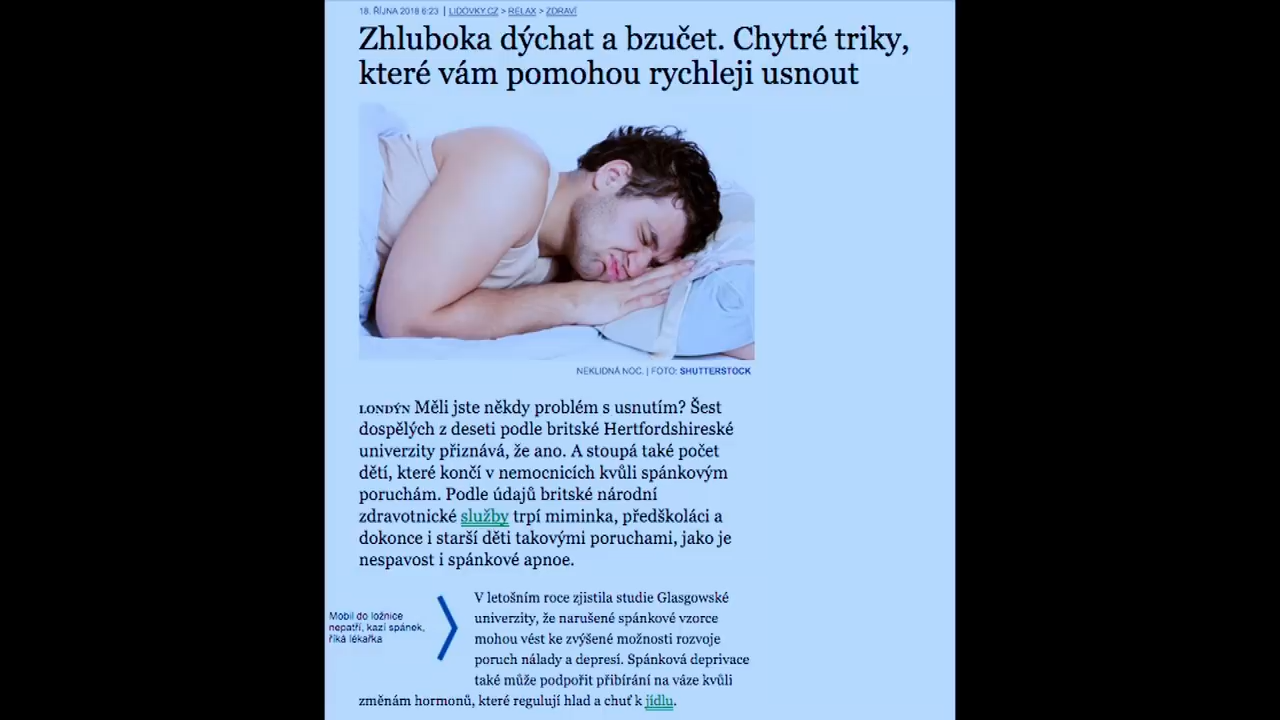 18. ŘÍJNA 2018 6:23 | LIDOVKY.CZ > RELAX > ZDRAVÍ
Zhluboka dýchat a bzučet. Chytré triky,
které vám pomohou rychleji usnout
NEKLIDNÁ NOC. | FOTO: SHUTTERSTOCK
LONDÝN Měli jste někdy problém s usnutím? Šest
dospělých z deseti podle britské Hertfordshireské
univerzity přiznává, že ano. A stoupá také počet
dětí, které končí v nemocnicích kvůli spánkovým
poruchám. Podle údajů britské národní
zdravotnické služby trpí miminka, předškoláci a
dokonce i starší děti takovými poruchami, jako je
nespavost i spánkové apnoe.
Mobil do ložnice
nepatří, kazí spánek,
říká lékařka
V letošním roce zjistila studie Glasgowské
univerzity, že narušené spánkové vzorce
mohou vést ke zvýšené možnosti rozvoje
poruch nálady a depresí. Spánková deprivace
také může podpořit přibírání na váze kvůli
změnám hormonů, které regulují hlad a chuť k jídlu.